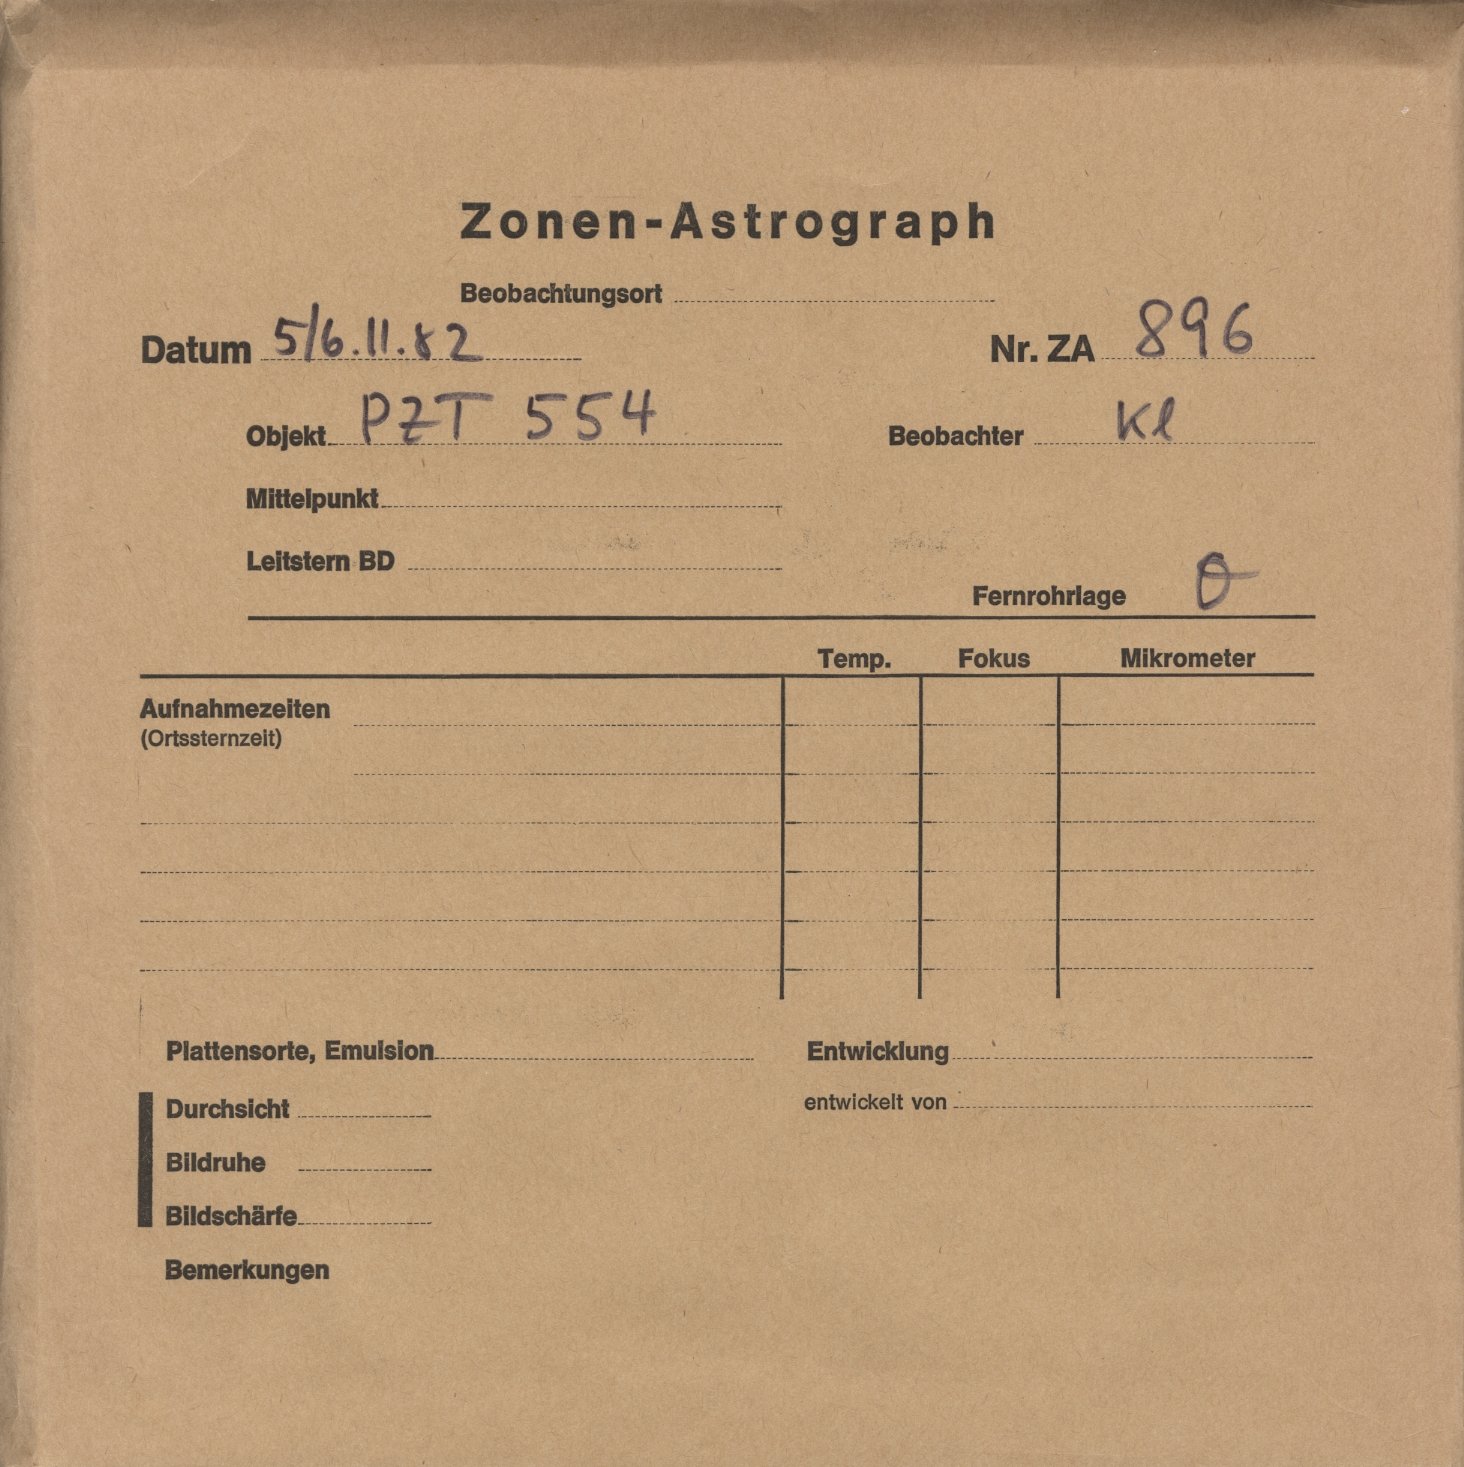 Zonen-Astrograph
Beobachtungsort
Datum 5/6.11.82
Nr. ZA 896
Objekt PZT 554
Beobachter Kl
Mittelpunkt
Leitstern BD
Fernrohrlage
Temp. Fokus Mikrometer
Aufnahmezeiten
(Ortssternzeit)
Plattensorte, Emulsion
Entwicklung
Durchsicht
entwickelt von
Bildruhe
Bildschärfe
Bemerkungen